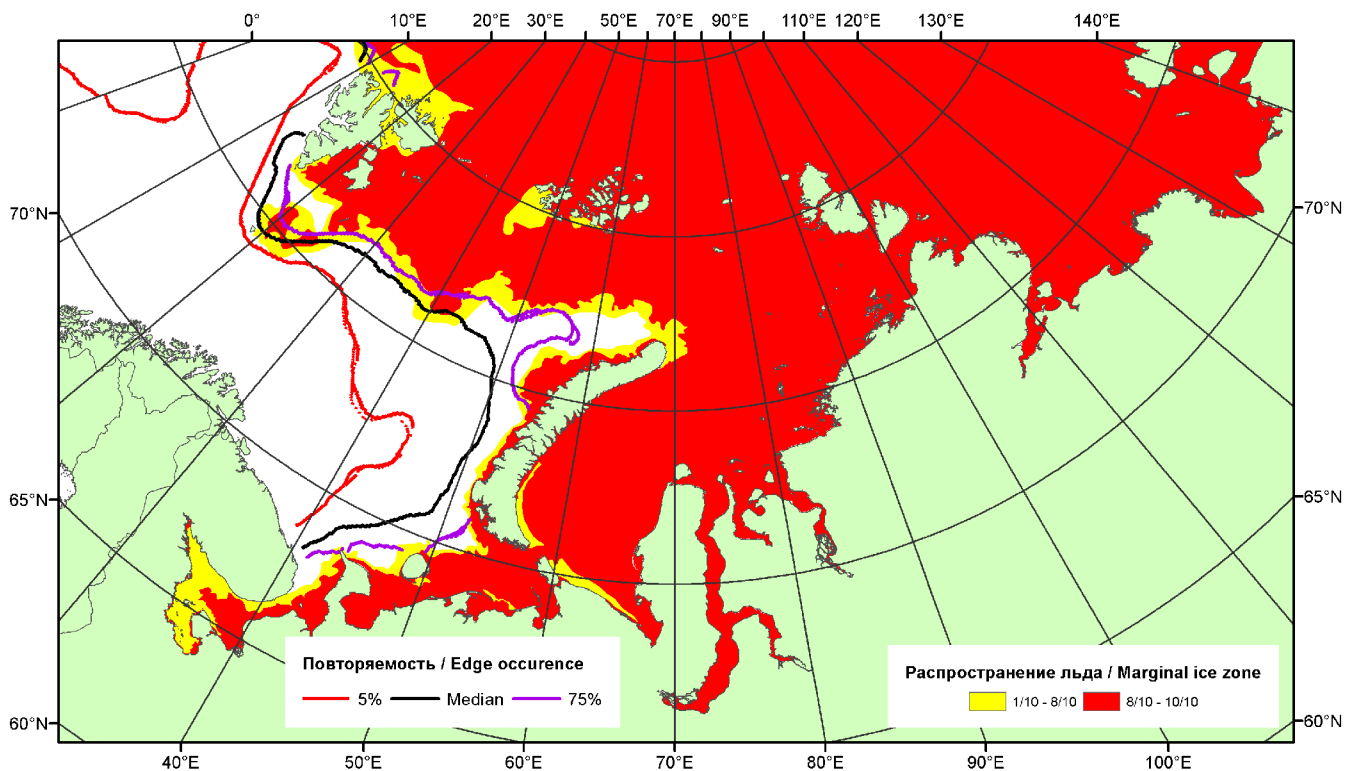 0° 10°E 20°E 30°E 50°E 70°E 90°E 110°E 120°E 130°E 140°E
70°N 70°N
65°N 65°N
60°N 60°N
Повторяемость / Edge occurence
5% Median 75%
Распространение льда / Marginal ice zone
1/10 - 8/10 8/10 - 10/10
40°E 50°E 60°E 70°E 80°E 90°E 100°E